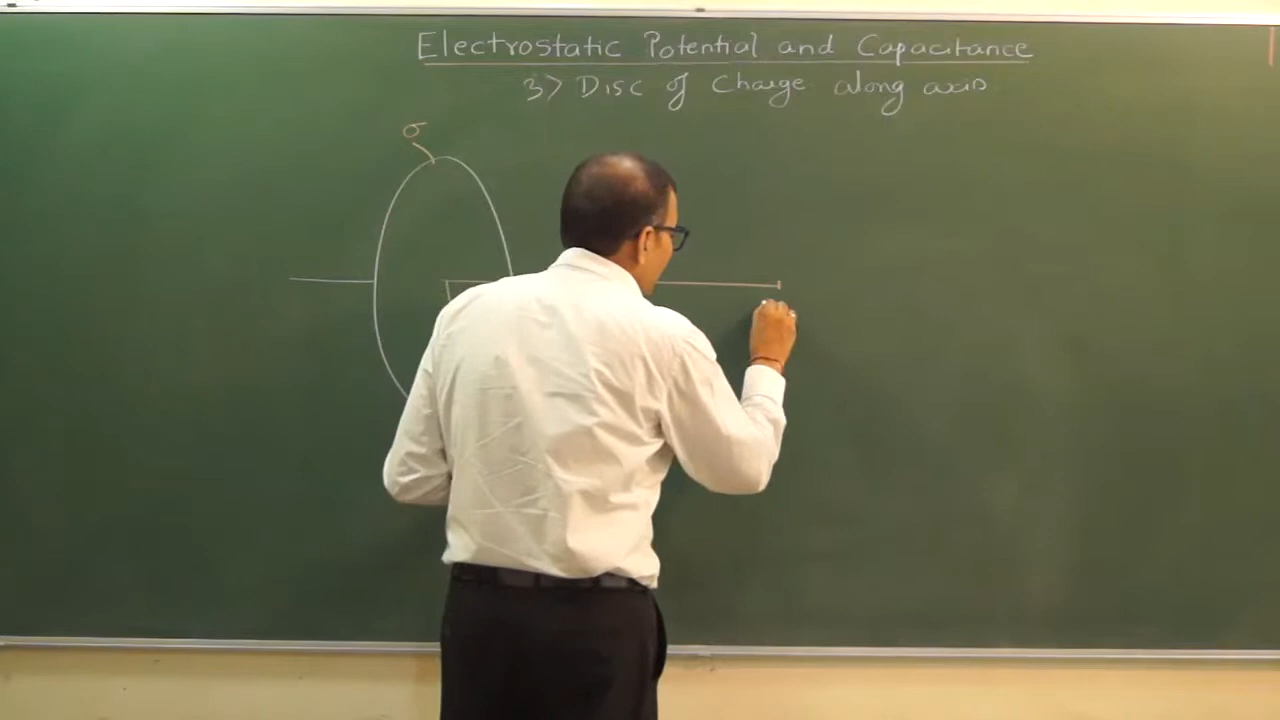 Electrostatic Potential and Capacitance
3> Disc of Charge along axis
σ